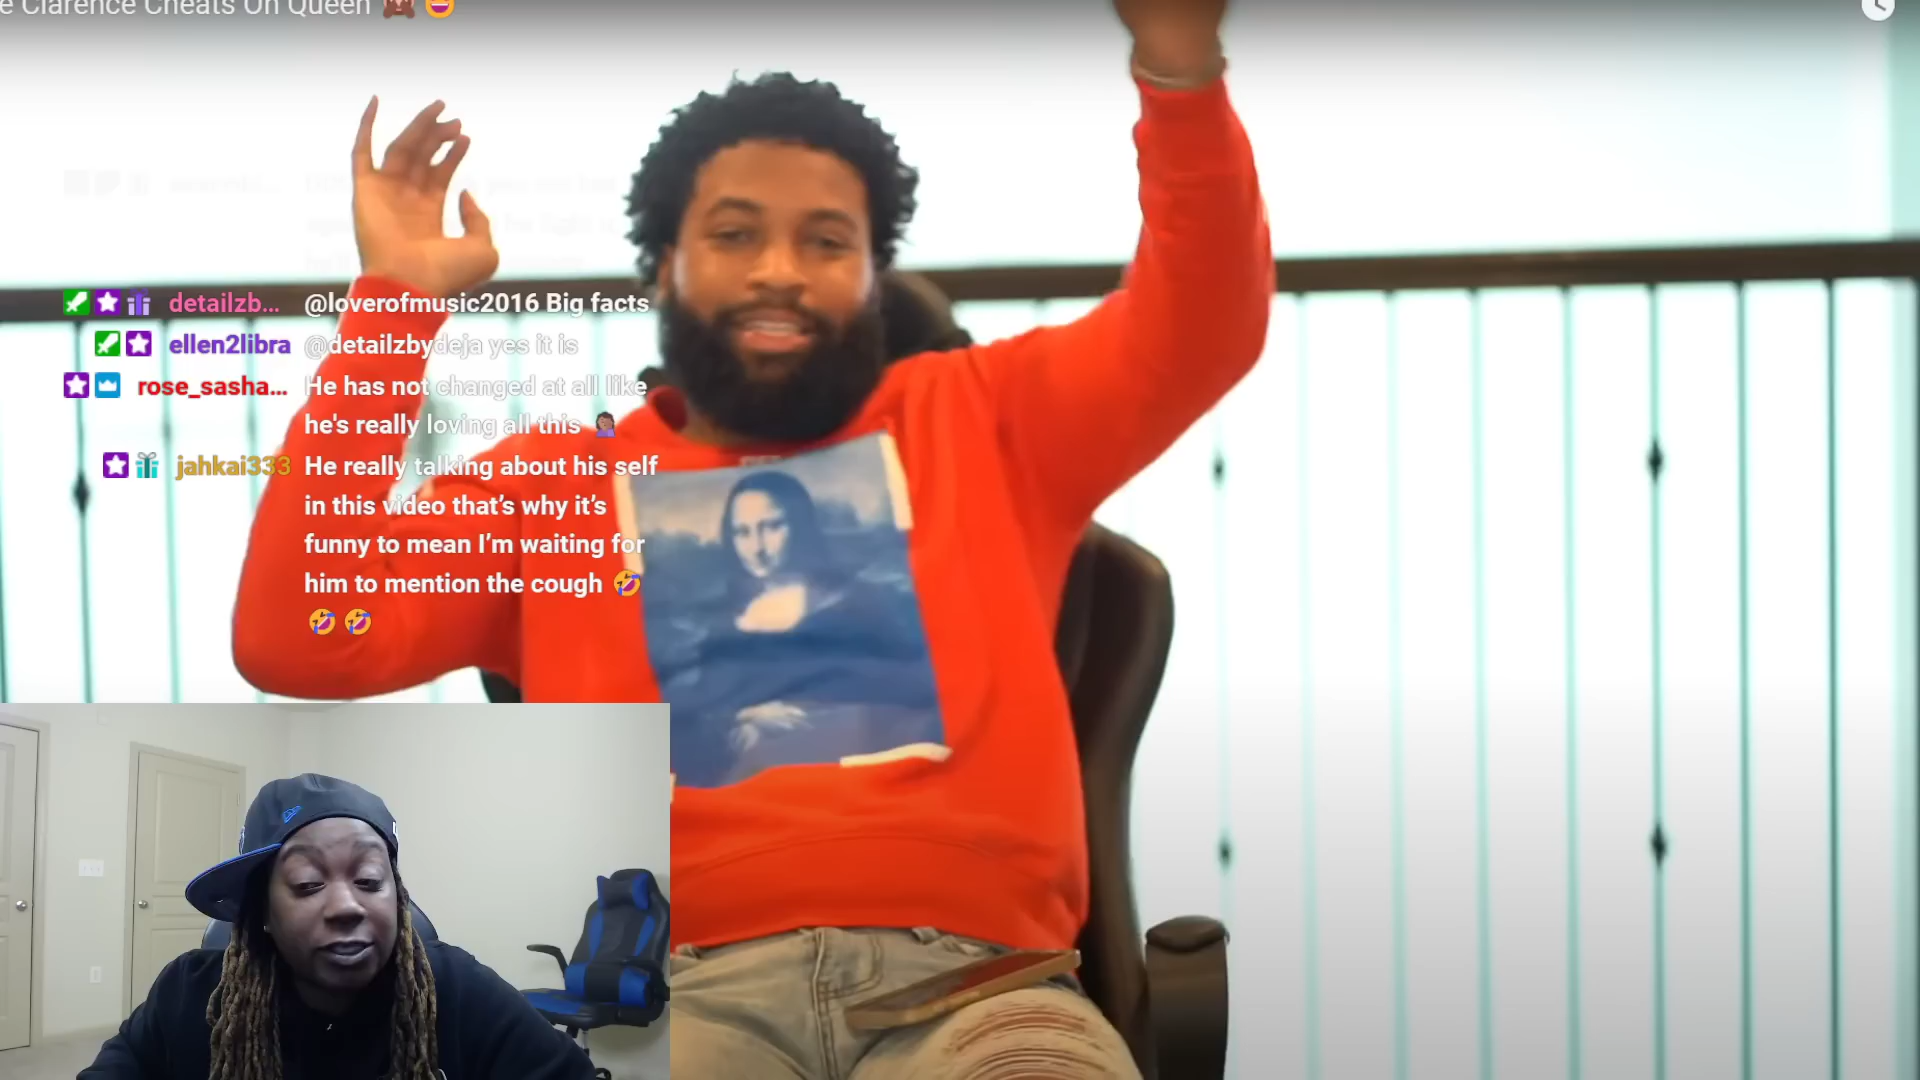 e Clarence Cheats On Queen 🙈 😆
detailzb... @loverofmusic2016 Big facts
ellen2libra @detailzbydeja yes it is
rose_sasha... He has not changed at all like
he's really loving all this 🤦🏾‍♀️
jahkai333 He really talking about his self
in this video that’s why it’s
funny to mean I’m waiting for
him to mention the cough 🤣
🤣 🤣